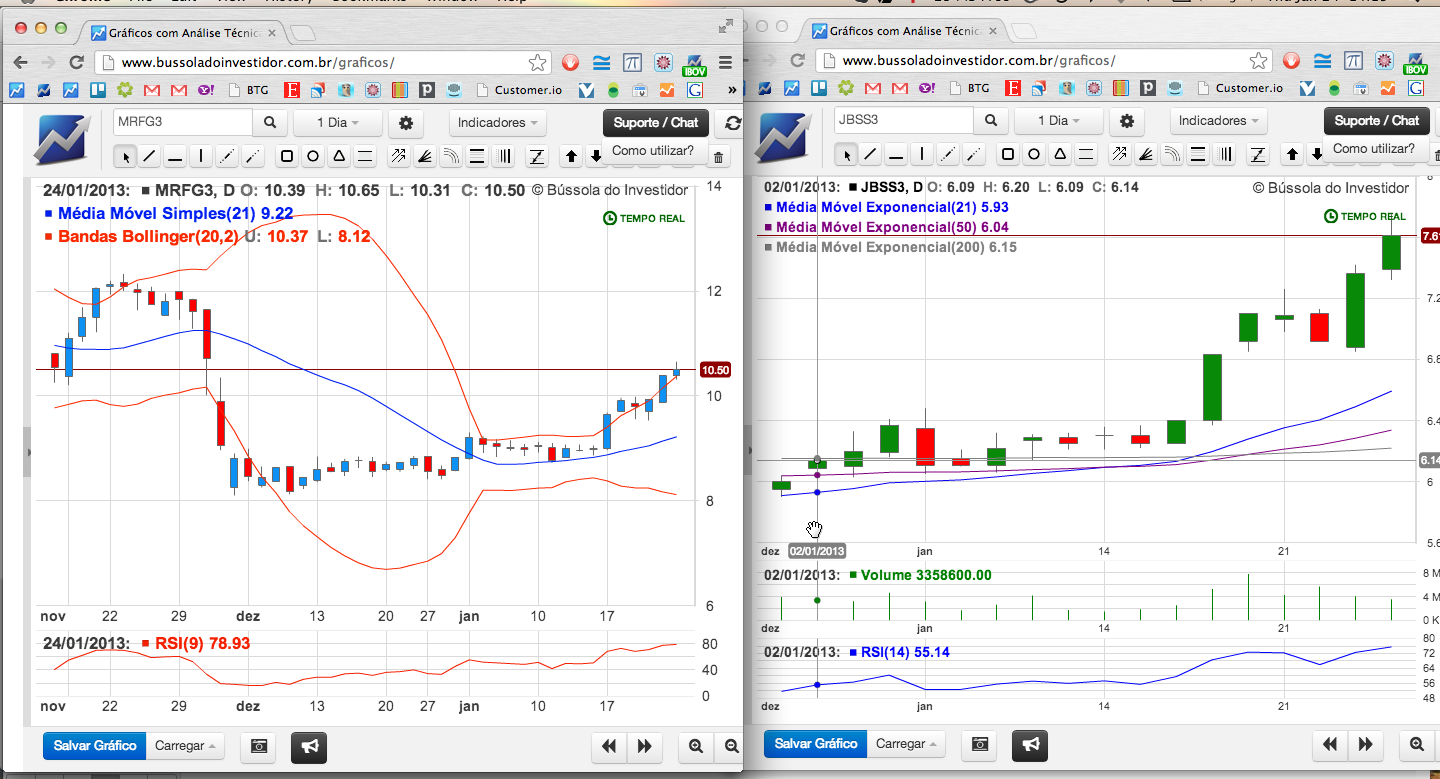 Gráficos com Análise Técnic
www.bussoladoinvestidor.com.br/graficos/
IBOV
BTG
Customer.io
»
MRFG3
1 Dia
Indicadores
Suporte / Chat
Como utilizar?
24/01/2013: MRFG3, D O: 10.39 H: 10.65 L: 10.31 C: 10.50 © Bússola do Investidor
Média Móvel Simples(21) 9.22
TEMPO REAL
Bandas Bollinger(20,2) U: 10.37 L: 8.12
14
12
10.50
10
8
6
nov 22 29 dez 13 20 27 jan 10 17
24/01/2013: RSI(9) 78.93
80
40
0
nov 22 29 dez 13 20 27 jan 10 17
Salvar Gráfico Carregar
Gráficos com Análise Técnic
www.bussoladoinvestidor.com.br/graficos/
IBOV
BTG
Customer.io
JBSS3
1 Dia
Indicadores
Suporte / Chat
Como utilizar?
02/01/2013: JBSS3, D O: 6.09 H: 6.20 L: 6.09 C: 6.14 © Bússola do Investidor
Média Móvel Exponencial(21) 5.93
TEMPO REAL
Média Móvel Exponencial(50) 6.04
Média Móvel Exponencial(200) 6.15
8
7.6
7.2
6.8
6.4
6.14
6
5.6
dez 02/01/2013 jan 14 21
02/01/2013: Volume 3358600.00
8 M
4 M
0 K
dez jan 14 21
02/01/2013: RSI(14) 55.14
80
72
64
56
48
dez jan 14 21
Salvar Gráfico Carregar